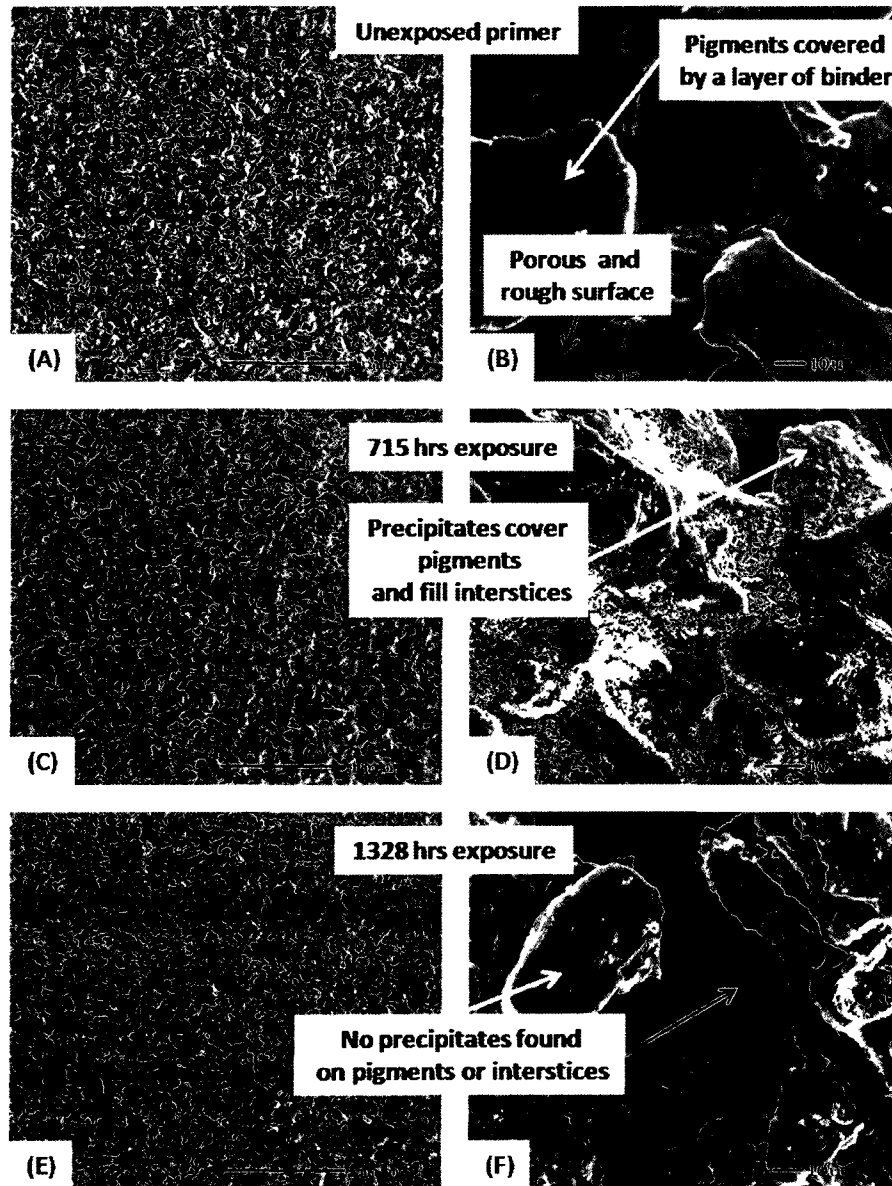 Unexposed primer
Pigments covered
by a layer of binder
Porous and
rough surface
(A)
(B)
715 hrs exposure
Precipitates cover
pigments
and fill interstices
(C)
(D)
1328 hrs exposure
No precipitates found
on pigments or interstices
(E)
(F)